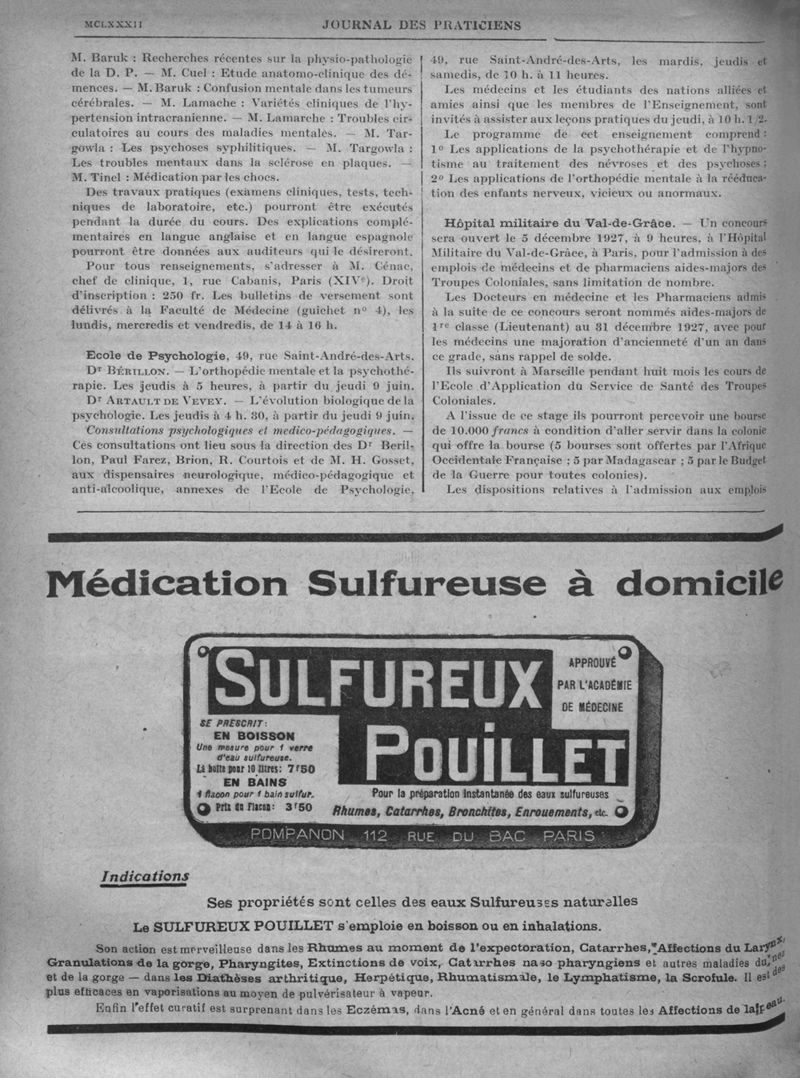 MCLXXXII
JOURNAL DES PRATICIENS
M. Baruk : Recherches récentes sur la physio-pathologie
de la D. P. — M. Cuel : Etude anatomo-clinique des dé-
mences. — M. Baruk : Confusion mentale dans les tumeurs
cérébrales. — M. Lamache : Variétés cliniques de l'hy-
pertension intracranienne. — M. Lamarche : Troubles cir-
culatoires au cours des maladies mentales. — M. Tar-
gowla : Les psychoses syphilitiques. — M. Targowla :
Les troubles mentaux dans la sclérose en plaques. —
M. Tinel : Médication par les chocs.
Des travaux pratiques (examens cliniques, tests, tech-
niques de laboratoire, etc.) pourront être exécutés
pendant la durée du cours. Des explications complé-
mentaires en langue anglaise et en langue espagnole
pourront être données aux auditeurs qui le désireront.
Pour tous renseignements, s'adresser à M. Cénac,
chef de clinique, 1, rue Cabanis, Paris (XIVe). Droit
d'inscription : 250 fr. Les bulletins de versement sont
délivrés à la Faculté de Médecine (guichet no 4), les
lundis, mercredis et vendredis, de 14 à 16 h.
Ecole de Psychologie, 49, rue Saint-André-des-Arts.
Dr BÉRILLON. — L'orthopédie mentale et la psychothé-
rapie. Les jeudis à 5 heures, à partir du jeudi 9 juin.
Dr ARTAULT DE VEVEY. — L'évolution biologique de la
psychologie. Les jeudis à 4 h. 30, à partir du jeudi 9 juin.
Consultations psychologiques et medico-pédagogiques. —
Ces consultations ont lieu sous la direction des Dr Beril-
lon, Paul Farez, Brion, R. Courtois et de M. H. Gosset,
aux dispensaires neurologique, médico-pédagogique et
anti-alcoolique, annexes de l'Ecole de Psychologie,
49, rue Saint-André-des-Arts, les mardis, jeudis et
samedis, de 10 h. à 11 heures.
Les médecins et les étudiants des nations alliées et
amies ainsi que les membres de l'Enseignement, sont
invités à assister aux leçons pratiques du jeudi, à 10 h. 1/2.
Le programme de cet enseignement comprend :
1o Les applications de la psychothérapie et de l'hypno-
tisme au traitement des névroses et des psychoses ;
2o Les applications de l'orthopédie mentale à la rééduca-
tion des enfants nerveux, vicieux ou anormaux.
Hôpital militaire du Val-de-Grâce. — Un concours
sera ouvert le 5 décembre 1927, à 9 heures, à l'Hôpital
Militaire du Val-de-Grâce, à Paris, pour l'admission à des
emplois de médecins et de pharmaciens aides-majors des
Troupes Coloniales, sans limitation de nombre.
Les Docteurs en médecine et les Pharmaciens admis
à la suite de ce concours seront nommés aides-majors de
1re classe (Lieutenant) au 31 décembre 1927, avec pour
les médecins une majoration d'ancienneté d'un an dans
ce grade, sans rappel de solde.
Ils suivront à Marseille pendant huit mois les cours de
l'Ecole d'Application du Service de Santé des Troupes
Coloniales.
A l'issue de ce stage ils pourront percevoir une bourse
de 10.000 francs à condition d'aller servir dans la colonie
qui offre la bourse (5 bourses sont offertes par l'Afrique
Occidentale Française ; 5 par Madagascar ; 5 par le Budget
de la Guerre pour toutes colonies).
Les dispositions relatives à l'admission aux emplois
Médication Sulfureuse à domicile
SULFUREUX
POUILLET
APPROUVÉ
PAR L'ACADÉMIE
DE MÉDECINE
SE PRESCRIT :
EN BOISSON
Une mesure pour 1 verre
d'eau sulfureuse.
La boîte pour 10 litres : 7f50
EN BAINS
1 flacon pour 1 bain sulfur.
Prix du Flacon : 3f50
Pour la préparation instantanée des eaux sulfureuses
Rhumes, Catarrhes, Bronchites, Enrouements, etc.
POMPANON 112 RUE DU BAC PARIS
Indications
Ses propriétés sont celles des eaux Sulfureuses naturelles
Le SULFUREUX POUILLET s'emploie en boisson ou en inhalations.
Son action est merveilleuse dans les Rhumes au moment de l'expectoration, Catarrhes, Affections du Larynx,
Granulations de la gorge, Pharyngites, Extinctions de voix, Catarrhes naso-pharyngiens et autres maladies du nez
et de la gorge — dans les Diathèses arthritique, Herpétique, Rhumatismale, le Lymphatisme, la Scrofule. Il est des
plus efficaces en vaporisations au moyen de pulvérisateur à vapeur.
Enfin l'effet curatif est surprenant dans les Eczémas, dans l'Acné et en général dans toutes les Affections de la Peau.